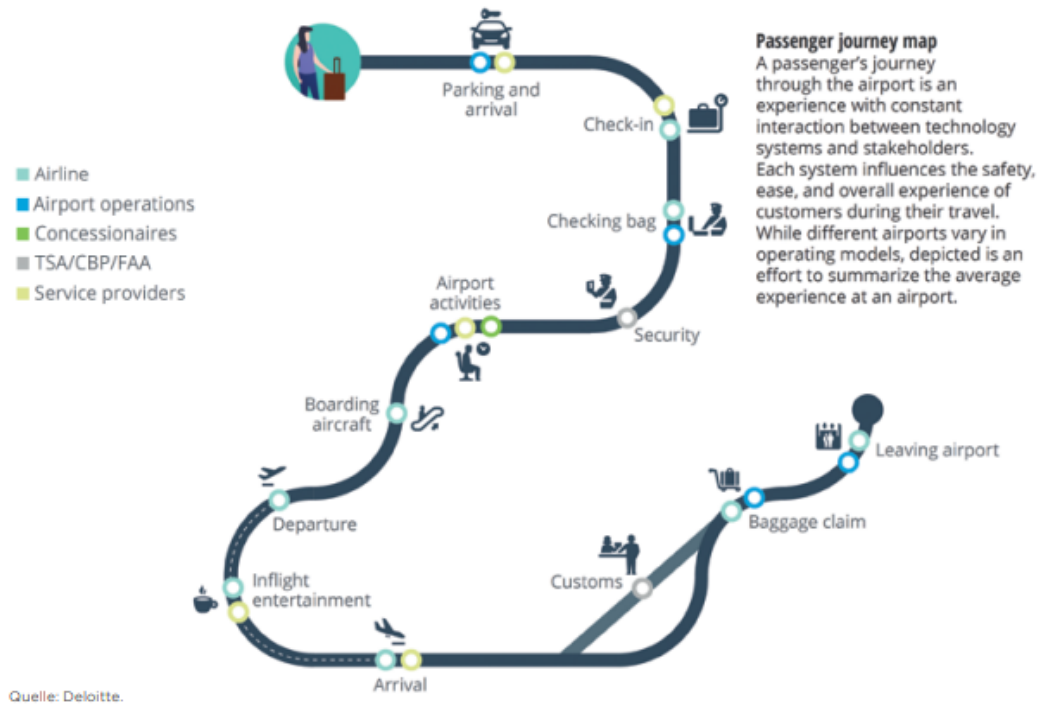 Passenger journey map
A passenger's journey
through the airport is an
experience with constant
interaction between technology
systems and stakeholders.
Each system influences the safety,
ease, and overall experience of
customers during their travel.
While different airports vary in
operating models, depicted is an
effort to summarize the average
experience at an airport.
Airline
Airport operations
Concessionaires
TSA/CBP/FAA
Service providers
Parking and
arrival
Check-in
Checking bag
Security
Airport
activities
Boarding
aircraft
Departure
Inflight
entertainment
Arrival
Customs
Baggage claim
Leaving airport
Quelle: Deloitte.